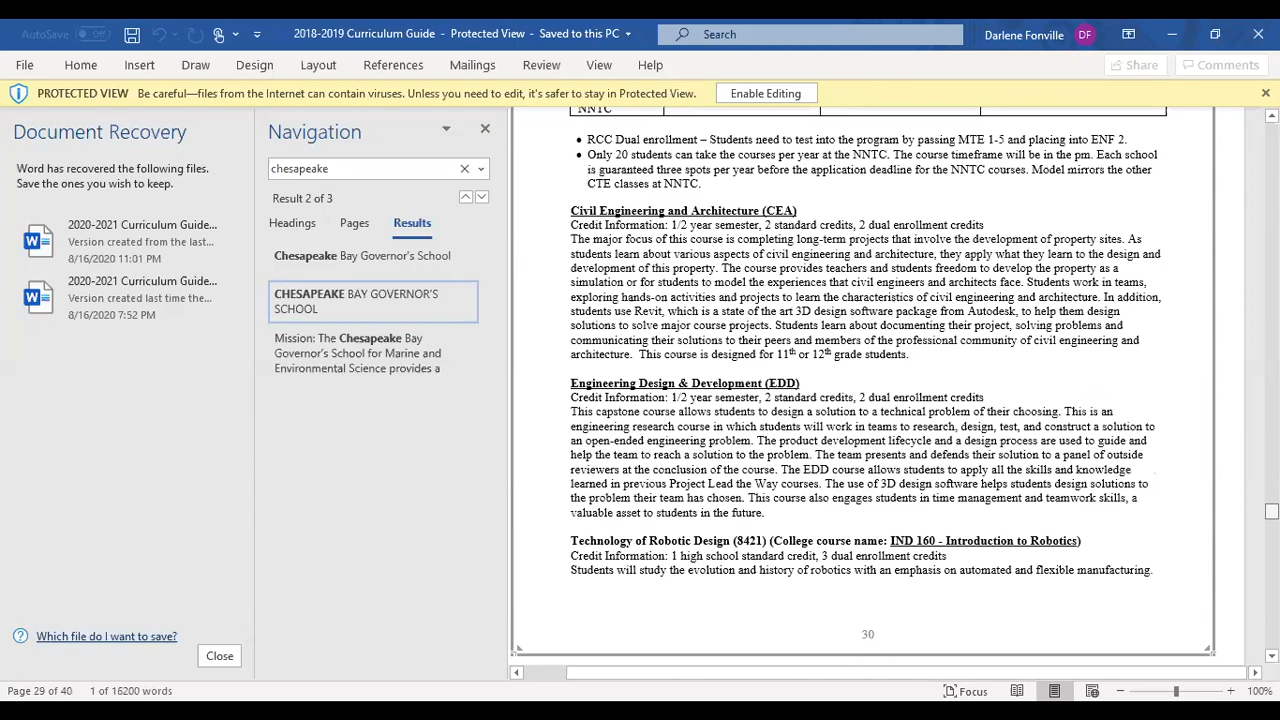 AutoSave Off
2018-2019 Curriculum Guide - Protected View - Saved to this PC
Search
Darlene Fonville DF
File Home Insert Draw Design Layout References Mailings Review View Help Share Comments
PROTECTED VIEW Be careful—files from the Internet can contain viruses. Unless you need to edit, it's safer to stay in Protected View. Enable Editing
Document Recovery
Word has recovered the following files.
Save the ones you wish to keep.
2020-2021 Curriculum Guide...
Version created from the last...
8/16/2020 11:01 PM
2020-2021 Curriculum Guide...
Version created last time the...
8/16/2020 7:52 PM
Which file do I want to save?
Close
Navigation
chesapeake
Result 2 of 3
Headings Pages Results
Chesapeake Bay Governor's School
CHESAPEAKE BAY GOVERNOR'S
SCHOOL
Mission: The Chesapeake Bay
Governor's School for Marine and
Environmental Science provides a
NNTC
• RCC Dual enrollment – Students need to test into the program by passing MTE 1-5 and placing into ENF 2.
• Only 20 students can take the courses per year at the NNTC. The course timeframe will be in the pm. Each school
is guaranteed three spots per year before the application deadline for the NNTC courses. Model mirrors the other
CTE classes at NNTC.
Civil Engineering and Architecture (CEA)
Credit Information: 1/2 year semester, 2 standard credits, 2 dual enrollment credits
The major focus of this course is completing long-term projects that involve the development of property sites. As
students learn about various aspects of civil engineering and architecture, they apply what they learn to the design and
development of this property. The course provides teachers and students freedom to develop the property as a
simulation or for students to model the experiences that civil engineers and architects face. Students work in teams,
exploring hands-on activities and projects to learn the characteristics of civil engineering and architecture. In addition,
students use Revit, which is a state of the art 3D design software package from Autodesk, to help them design
solutions to solve major course projects. Students learn about documenting their project, solving problems and
communicating their solutions to their peers and members of the professional community of civil engineering and
architecture. This course is designed for 11th or 12th grade students.
Engineering Design & Development (EDD)
Credit Information: 1/2 year semester, 2 standard credits, 2 dual enrollment credits
This capstone course allows students to design a solution to a technical problem of their choosing. This is an
engineering research course in which students will work in teams to research, design, test, and construct a solution to
an open-ended engineering problem. The product development lifecycle and a design process are used to guide and
help the team to reach a solution to the problem. The team presents and defends their solution to a panel of outside
reviewers at the conclusion of the course. The EDD course allows students to apply all the skills and knowledge
learned in previous Project Lead the Way courses. The use of 3D design software helps students design solutions to
the problem their team has chosen. This course also engages students in time management and teamwork skills, a
valuable asset to students in the future.
Technology of Robotic Design (8421) (College course name: IND 160 - Introduction to Robotics)
Credit Information: 1 high school standard credit, 3 dual enrollment credits
Students will study the evolution and history of robotics with an emphasis on automated and flexible manufacturing.
30
Page 29 of 40 1 of 16200 words Focus 100%